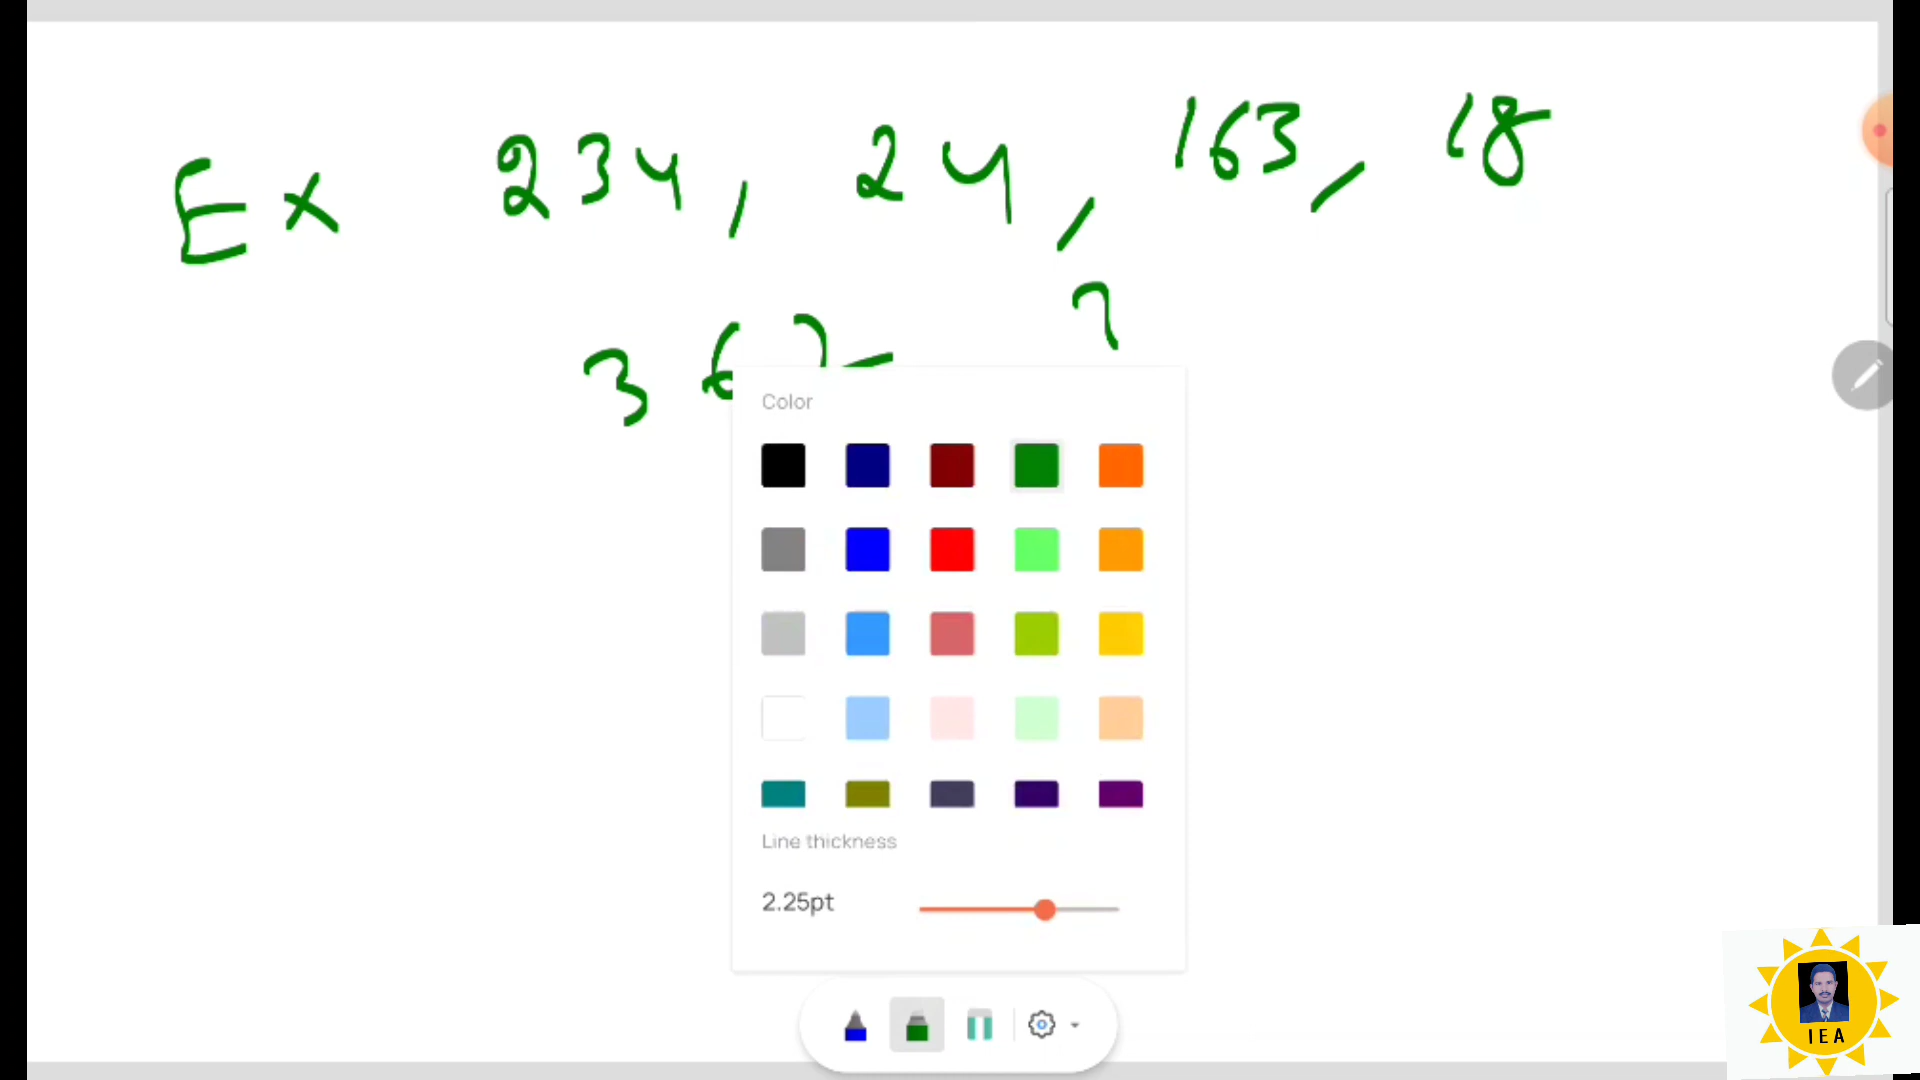 Ex 234, 24, 163, 18
3 6
?
Color
Line thickness
2.25pt
IEA